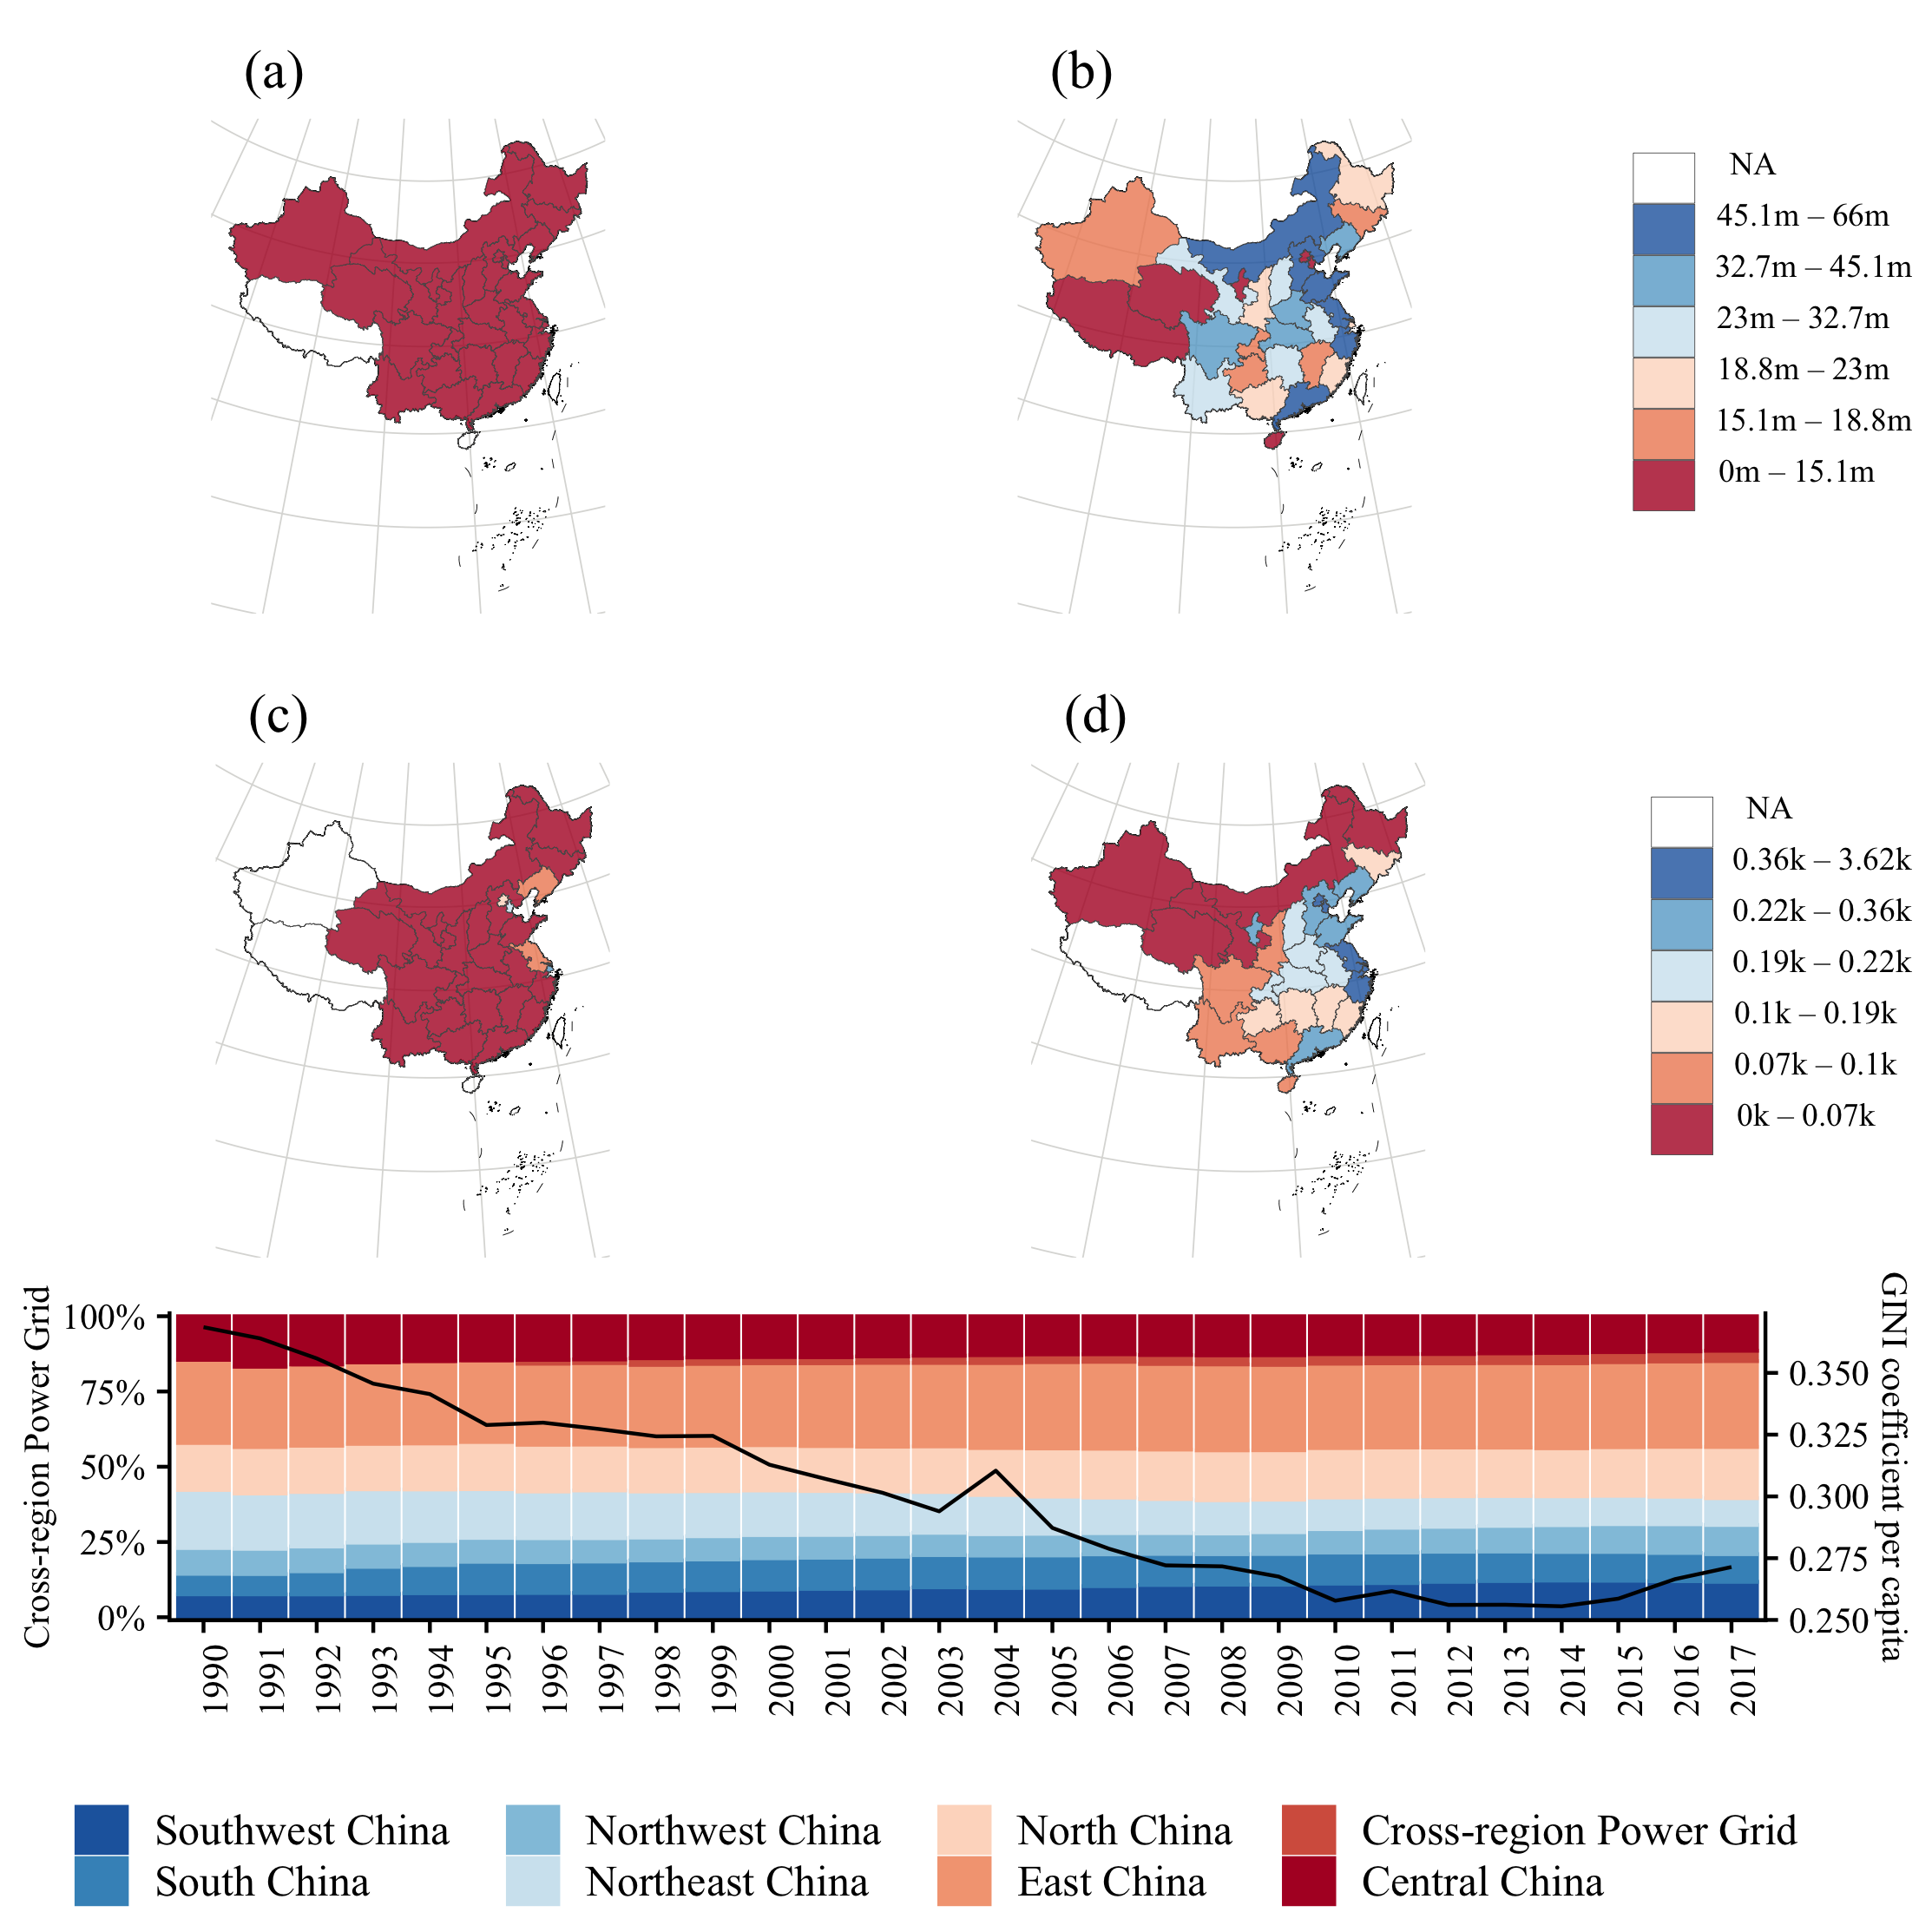 (a)
(b)
NA
45.1m – 66m
32.7m – 45.1m
23m – 32.7m
18.8m – 23m
15.1m – 18.8m
0m – 15.1m
(c)
(d)
NA
0.36k – 3.62k
0.22k – 0.36k
0.19k – 0.22k
0.1k – 0.19k
0.07k – 0.1k
0k – 0.07k
Cross-region Power Grid
100%
75%
50%
25%
0%
GINI coefficient per capita
0.350
0.325
0.300
0.275
0.250
1990
1991
1992
1993
1994
1995
1996
1997
1998
1999
2000
2001
2002
2003
2004
2005
2006
2007
2008
2009
2010
2011
2012
2013
2014
2015
2016
2017
Southwest China
Northwest China
North China
Cross-region Power Grid
South China
Northeast China
East China
Central China